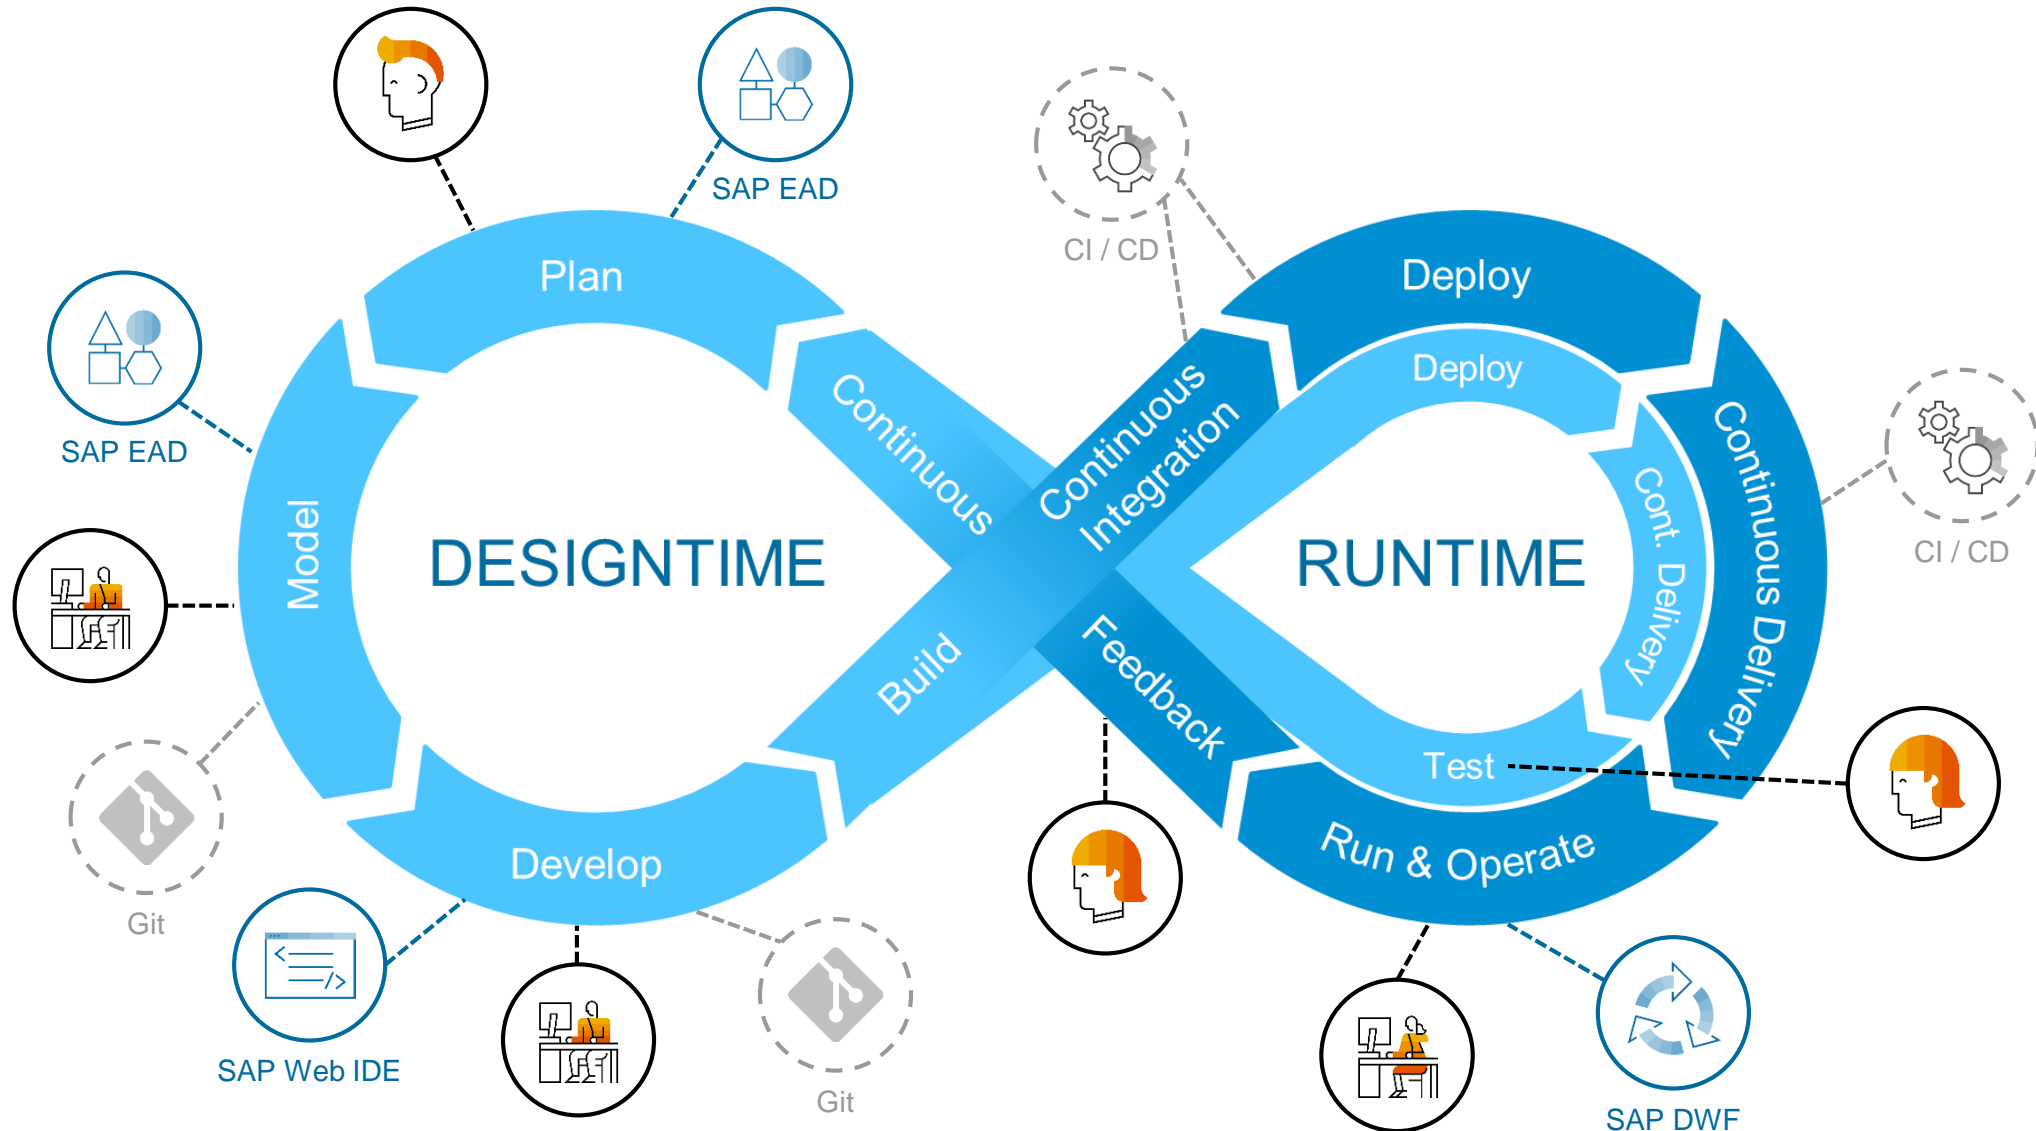 SAP EAD
CI / CD
Plan
Deploy
SAP EAD
Deploy
Continuous
Continuous
Integration
Continuous Delivery
Cont. Delivery
CI / CD
Model
DESIGNTIME
RUNTIME
Build
Feedback
Test
Git
Develop
Run & Operate
SAP Web IDE
Git
SAP DWF